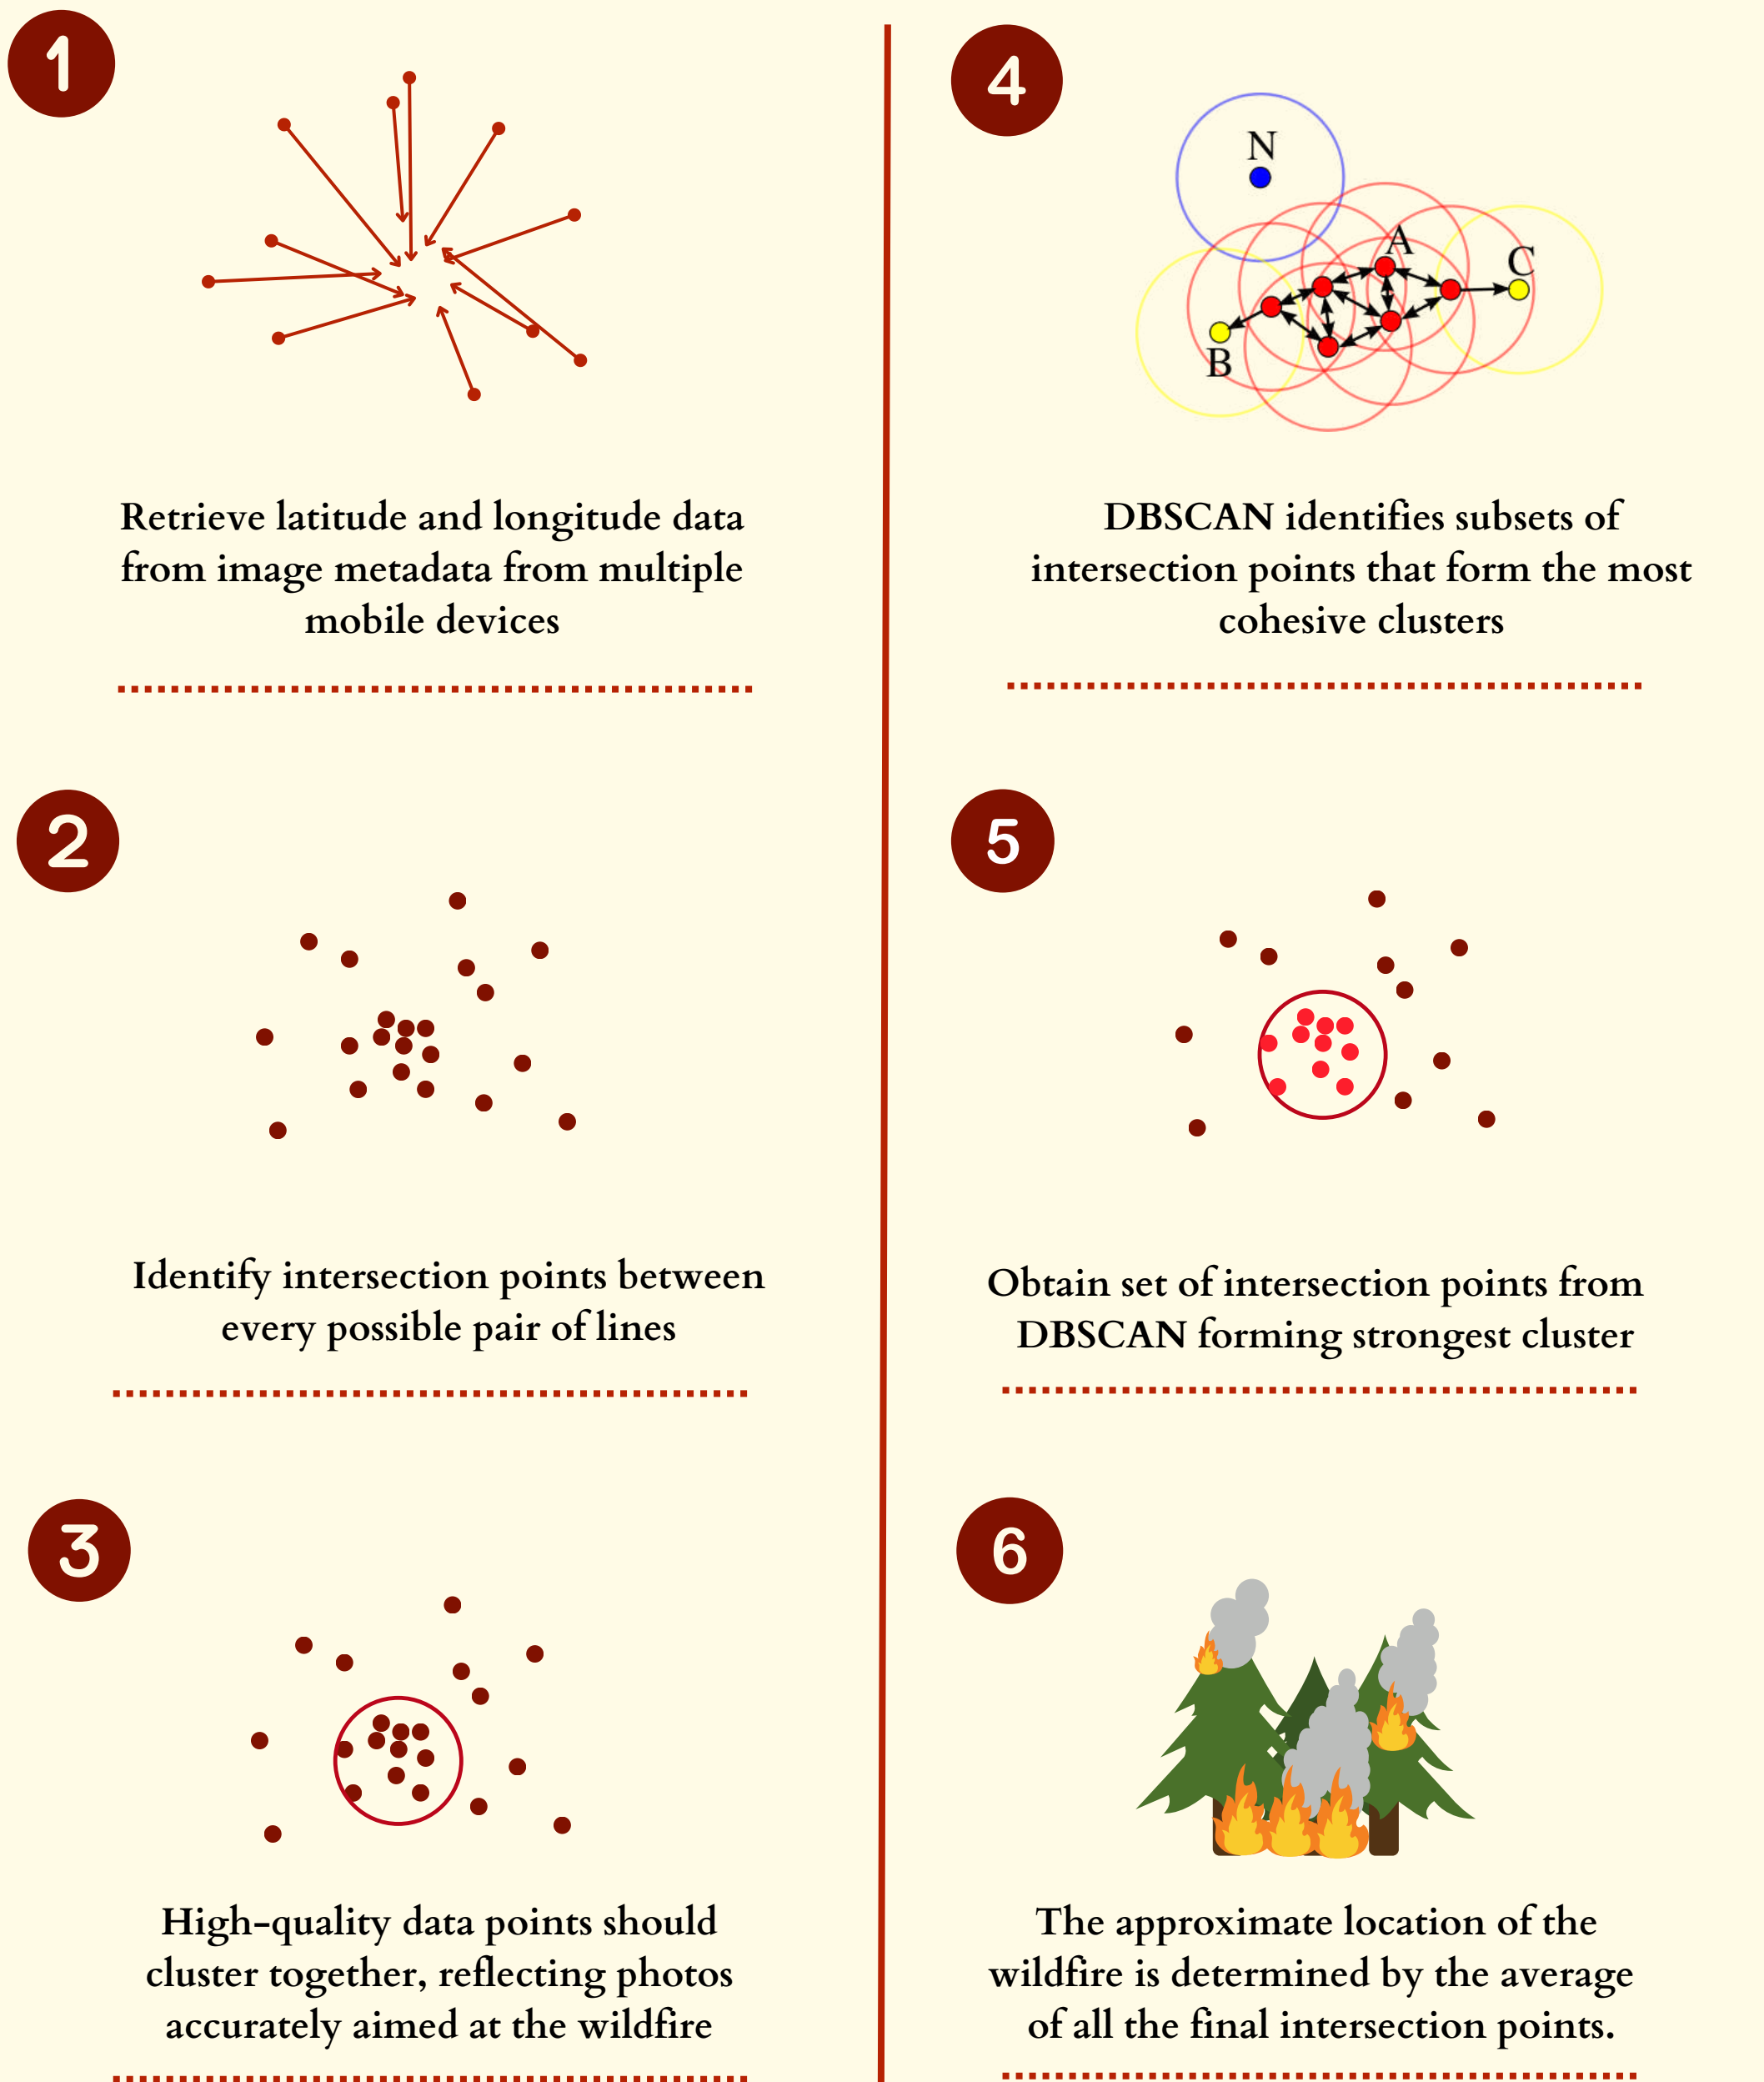 1
Retrieve latitude and longitude data
from image metadata from multiple
mobile devices
2
Identify intersection points between
every possible pair of lines
3
High-quality data points should
cluster together, reflecting photos
accurately aimed at the wildfire
4
N
A
C
B
DBSCAN identifies subsets of
intersection points that form the most
cohesive clusters
5
Obtain set of intersection points from
DBSCAN forming strongest cluster
6
The approximate location of the
wildfire is determined by the average
of all the final intersection points.